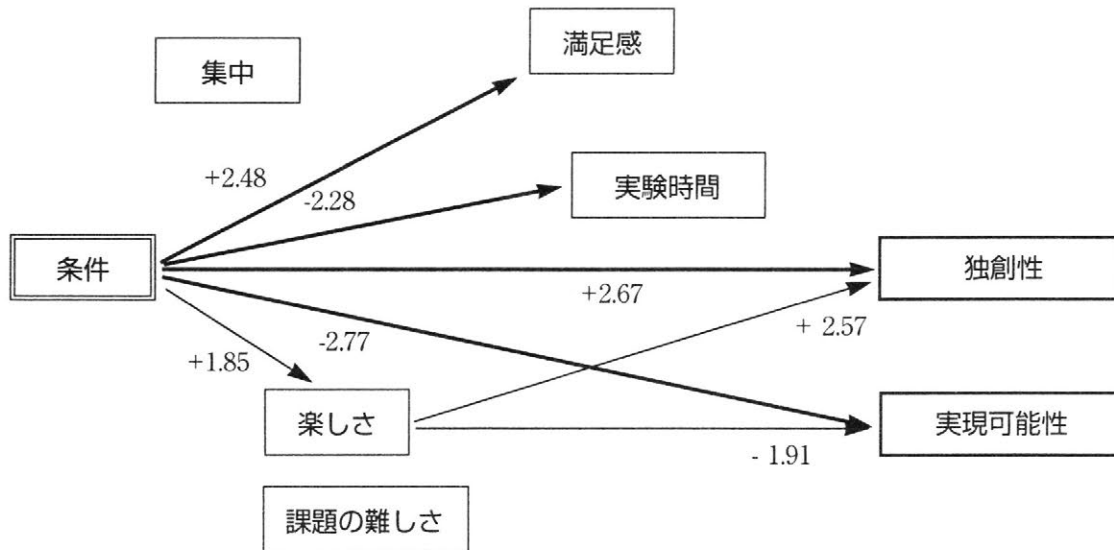 満足感
集中
+2.48
実験時間
-2.28
条件
独創性
+2.67
+ 2.57
-2.77
+1.85
楽しさ
実現可能性
- 1.91
課題の難しさ